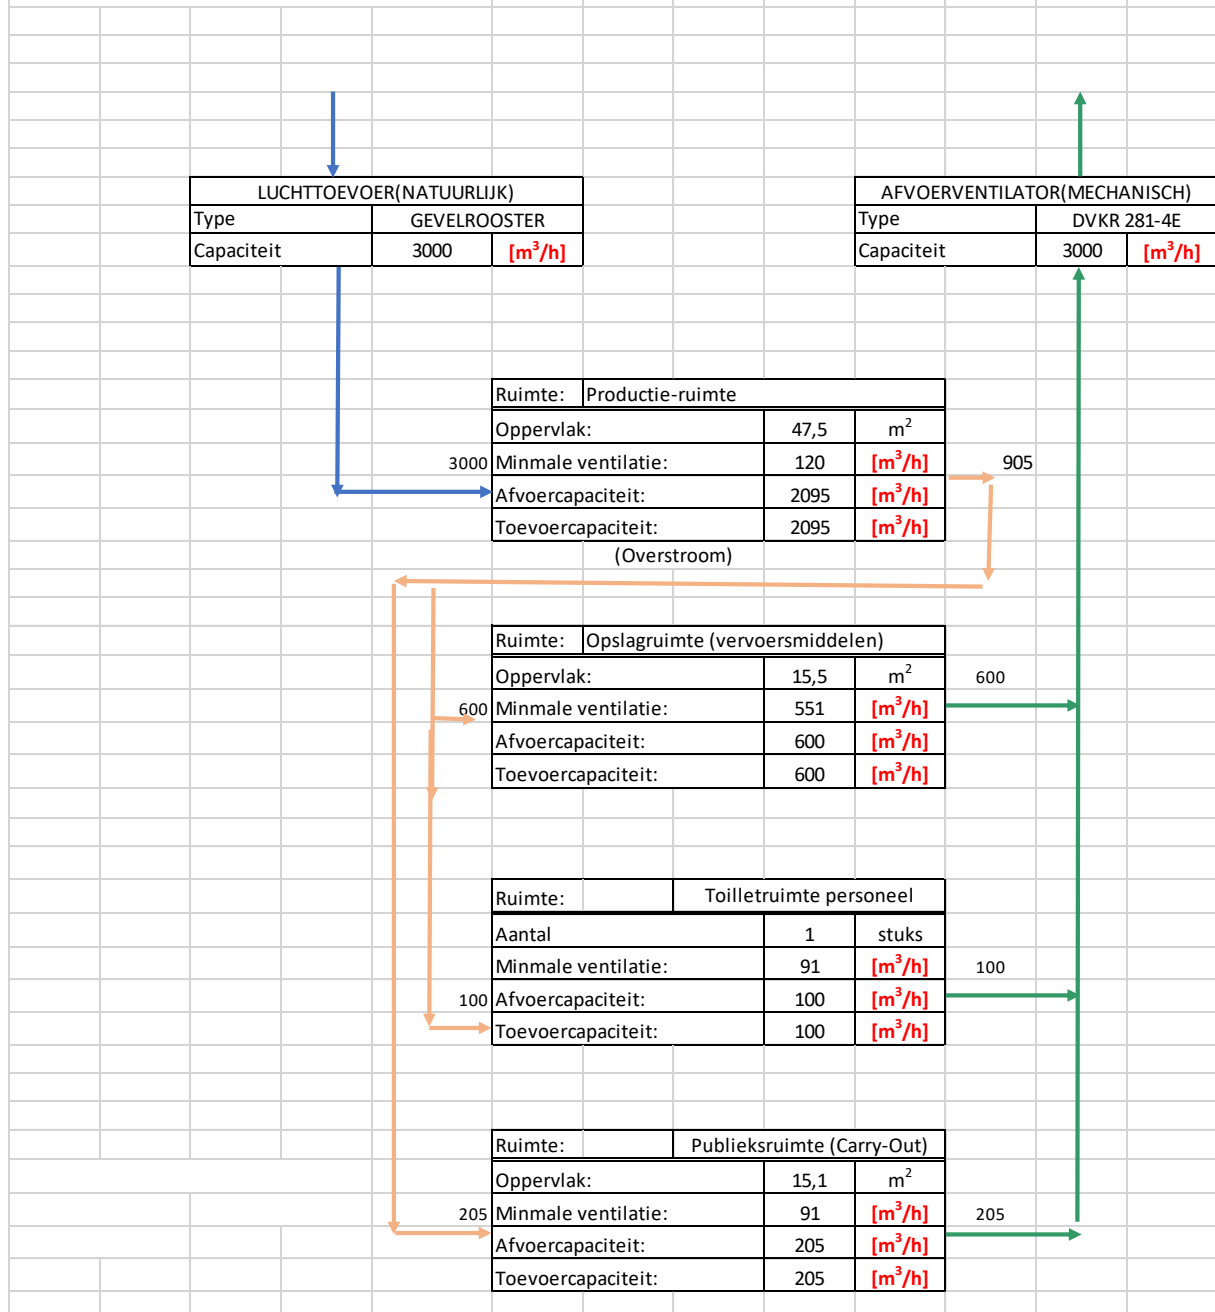 LUCHTTOEVOER(NATUURLIJK)
Type GEVELROOSTER
Capaciteit 3000 [m³/h]
AFVOERVENTILATOR(MECHANISCH)
Type DVKR 281-4E
Capaciteit 3000 [m³/h]
Ruimte: Productie-ruimte
Oppervlak: 47,5 m²
3000 Minmale ventilatie: 120 [m³/h] 905
Afvoercapaciteit: 2095 [m³/h]
Toevoercapaciteit: 2095 [m³/h]
(Overstroom)
Ruimte: Opslagruimte (vervoersmiddelen)
Oppervlak: 15,5 m² 600
600 Minmale ventilatie: 551 [m³/h]
Afvoercapaciteit: 600 [m³/h]
Toevoercapaciteit: 600 [m³/h]
Ruimte: Toilletruimte personeel
Aantal 1 stuks
Minmale ventilatie: 91 [m³/h] 100
100 Afvoercapaciteit: 100 [m³/h]
Toevoercapaciteit: 100 [m³/h]
Ruimte: Publieksruimte (Carry-Out)
Oppervlak: 15,1 m²
205 Minmale ventilatie: 91 [m³/h] 205
Afvoercapaciteit: 205 [m³/h]
Toevoercapaciteit: 205 [m³/h]